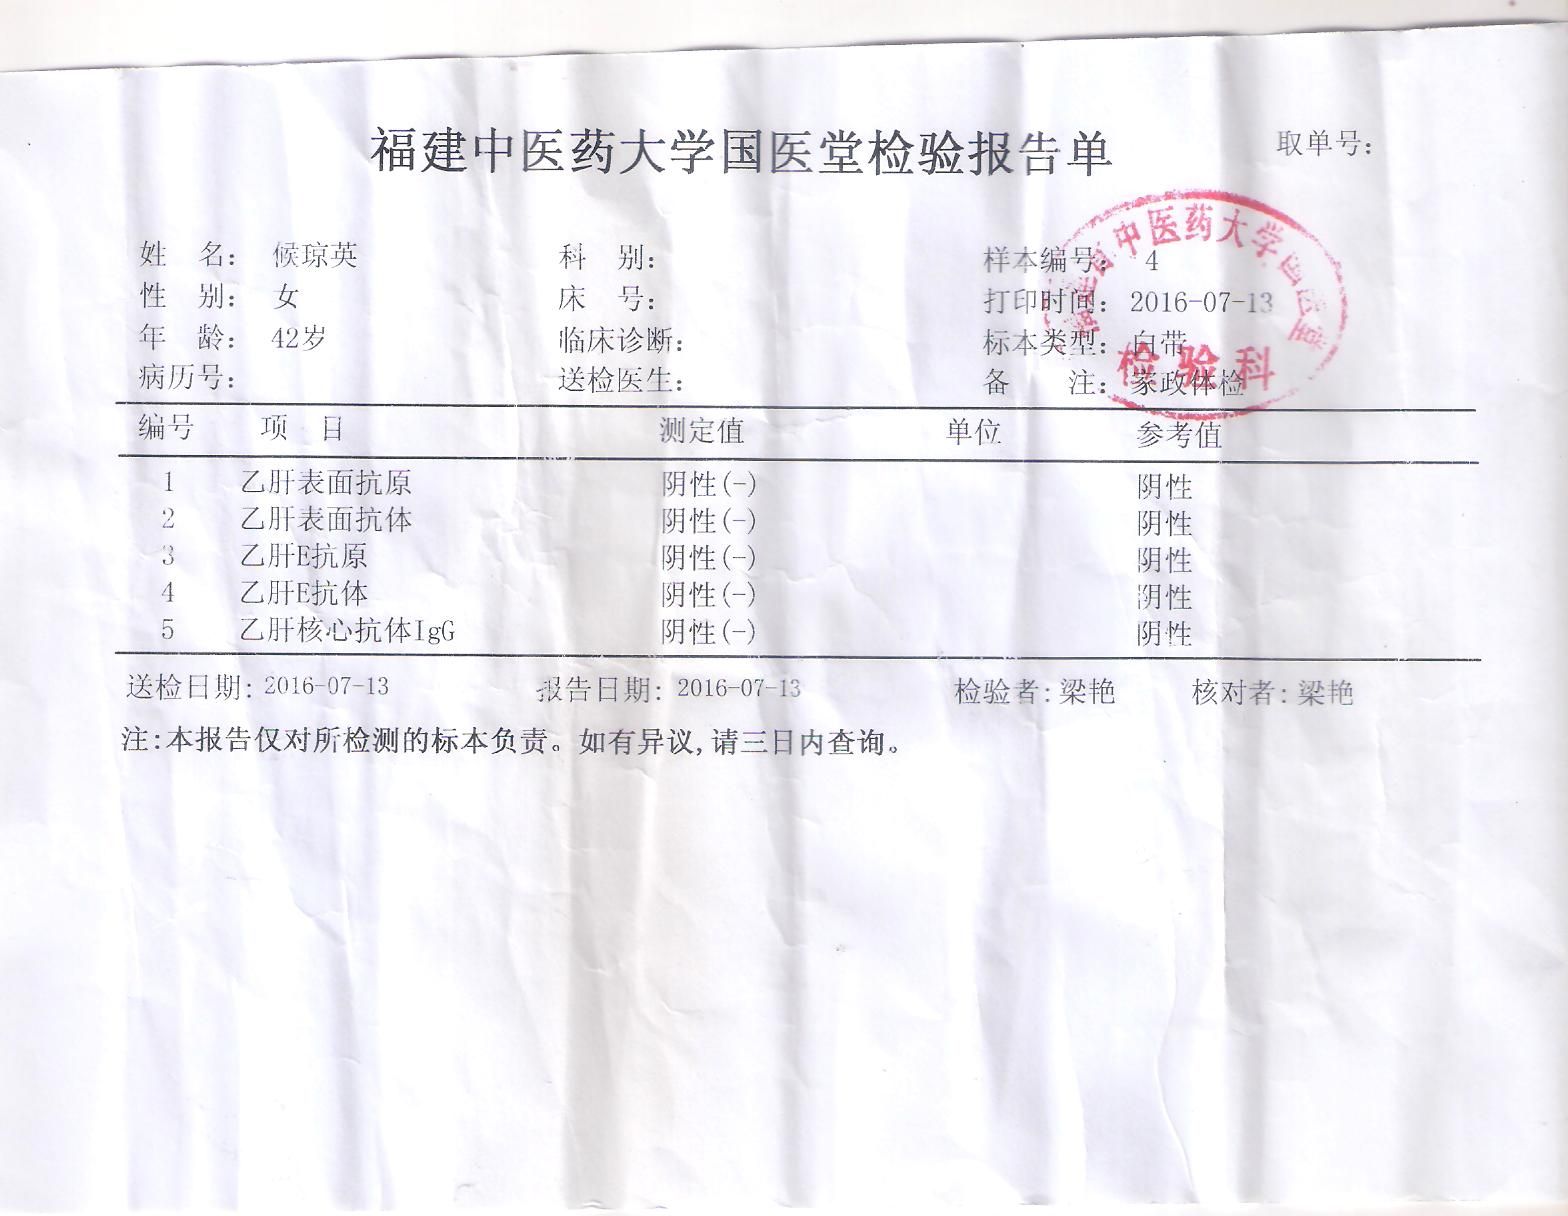 福建中医药大学国医堂检验报告单 取单号:
姓 名: 候琼英 科 别: 样本编号: 4
性 别: 女 床 号: 打印时间: 2016-07-13
年 龄: 42岁 临床诊断: 标本类型: 白带
病历号: 送检医生: 备 注: 家政体检
中医药大学国医堂
检验科
编号 项 目 测定值 单位 参考值
1 乙肝表面抗原 阴性(-) 阴性
2 乙肝表面抗体 阴性(-) 阴性
3 乙肝E抗原 阴性(-) 阴性
4 乙肝E抗体 阴性(-) 阴性
5 乙肝核心抗体IgG 阴性(-) 阴性
送检日期: 2016-07-13 报告日期: 2016-07-13 检验者: 梁艳 核对者: 梁艳
注:本报告仅对所检测的标本负责。如有异议,请三日内查询。